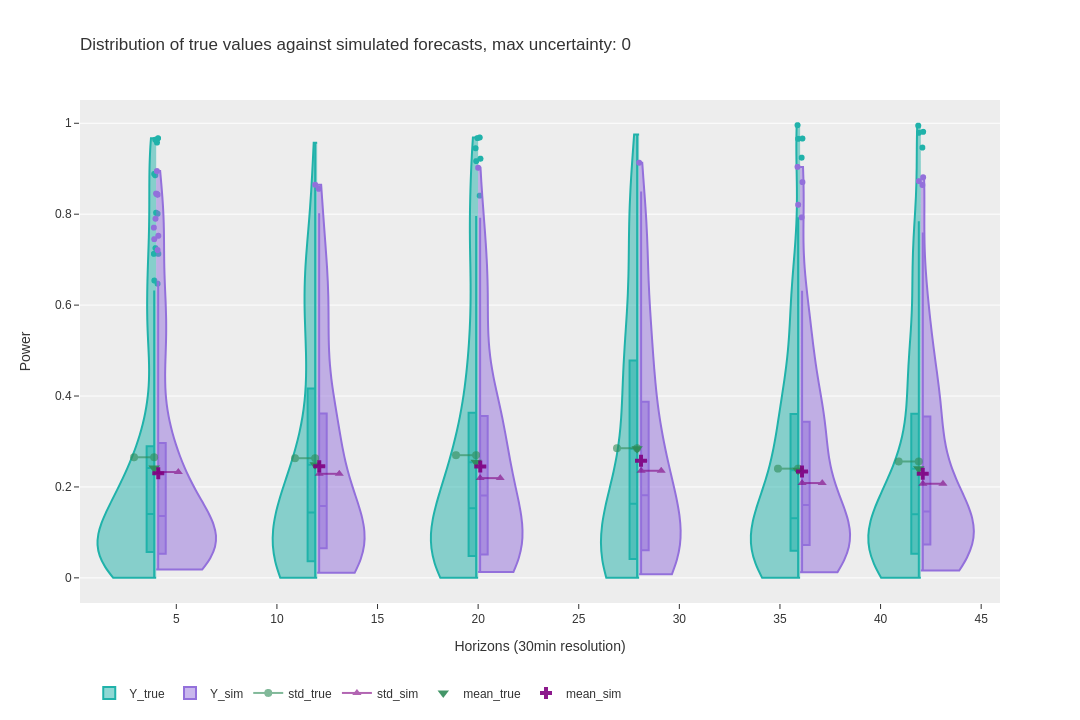 Distribution of true values against simulated forecasts, max uncertainty: 0
1
0.8
0.6
0.4
0.2
0
Power
5 10 15 20 25 30 35 40 45
Horizons (30min resolution)
Y_true Y_sim std_true std_sim mean_true mean_sim